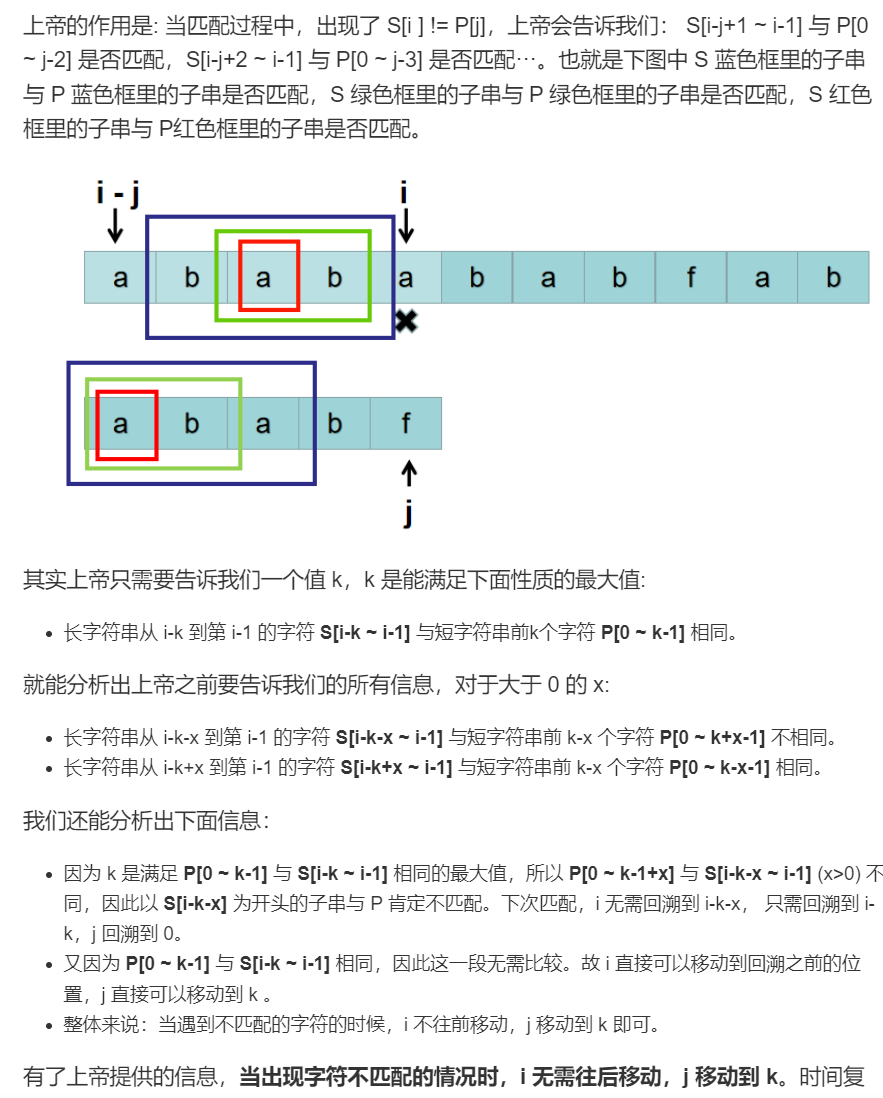 上帝的作用是: 当匹配过程中，出现了 S[i ] != P[j]，上帝会告诉我们： S[i-j+1 ~ i-1] 与 P[0
~ j-2] 是否匹配，S[i-j+2 ~ i-1] 与 P[0 ~ j-3] 是否匹配…。也就是下图中 S 蓝色框里的子串
与 P 蓝色框里的子串是否匹配，S 绿色框里的子串与 P 绿色框里的子串是否匹配，S 红色
框里的子串与 P红色框里的子串是否匹配。
i - j i
a b a b a b a b f a b
a b a b f
j
其实上帝只需要告诉我们一个值 k，k 是能满足下面性质的最大值:
• 长字符串从 i-k 到第 i-1 的字符 S[i-k ~ i-1] 与短字符串前k个字符 P[0 ~ k-1] 相同。
就能分析出上帝之前要告诉我们的所有信息，对于大于 0 的 x:
• 长字符串从 i-k-x 到第 i-1 的字符 S[i-k-x ~ i-1] 与短字符串前 k-x 个字符 P[0 ~ k+x-1] 不相同。
• 长字符串从 i-k+x 到第 i-1 的字符 S[i-k+x ~ i-1] 与短字符串前 k-x 个字符 P[0 ~ k-x-1] 相同。
我们还能分析出下面信息：
• 因为 k 是满足 P[0 ~ k-1] 与 S[i-k ~ i-1] 相同的最大值，所以 P[0 ~ k-1+x] 与 S[i-k-x ~ i-1] (x>0) 不
同，因此以 S[i-k-x] 为开头的子串与 P 肯定不匹配。下次匹配，i 无需回溯到 i-k-x， 只需回溯到 i-
k，j 回溯到 0。
• 又因为 P[0 ~ k-1] 与 S[i-k ~ i-1] 相同，因此这一段无需比较。故 i 直接可以移动到回溯之前的位
置，j 直接可以移动到 k 。
• 整体来说：当遇到不匹配的字符的时候，i 不往前移动，j 移动到 k 即可。
有了上帝提供的信息，当出现字符不匹配的情况时，i 无需往后移动，j 移动到 k。时间复